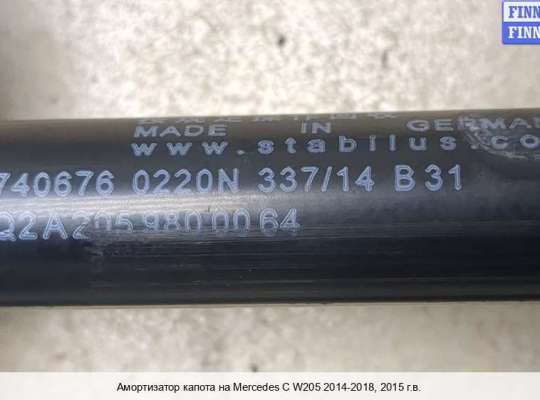 FINN
FINN
MADE IN GERMAN
www.stabilus.co
740676 0220N 337/14 B31
Q2A 205 980 00 64
Амортизатор капота на Mercedes C W205 2014-2018, 2015 г.в.